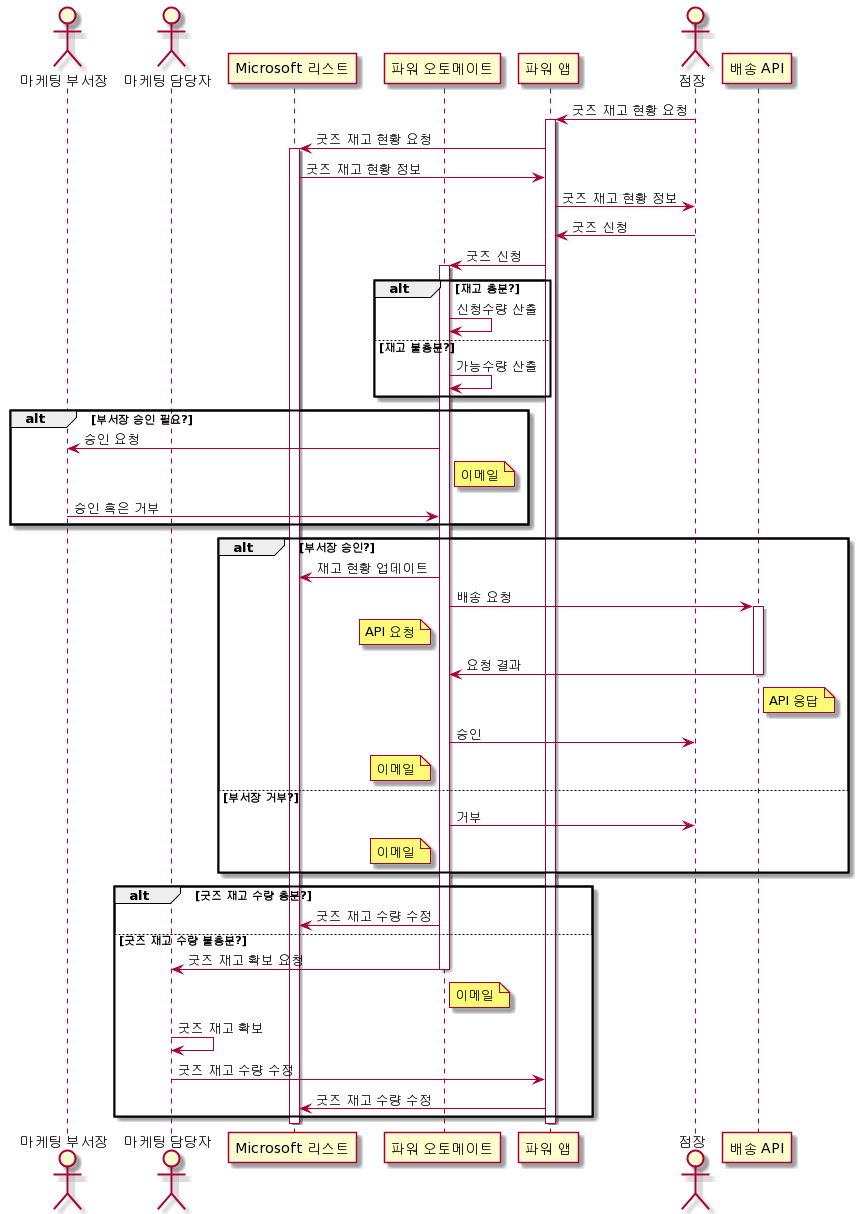 마케팅 부서장
마케팅 담당자
Microsoft 리스트
파워 오토메이트
파워 앱
점장
배송 API
굿즈 재고 현황 요청
굿즈 재고 현황 요청
굿즈 재고 현황 정보
굿즈 재고 현황 정보
굿즈 신청
굿즈 신청
alt
[재고 충분?]
신청수량 산출
[재고 불충분?]
가능수량 산출
alt
[부서장 승인 필요?]
승인 요청
이메일
승인 혹은 거부
alt
[부서장 승인?]
재고 현황 업데이트
배송 요청
API 요청
요청 결과
API 응답
승인
이메일
[부서장 거부?]
거부
이메일
alt
[굿즈 재고 수량 충분?]
굿즈 재고 수량 수정
[굿즈 재고 수량 불충분?]
굿즈 재고 확보 요청
이메일
굿즈 재고 확보
굿즈 재고 수량 수정
굿즈 재고 수량 수정
마케팅 부서장
마케팅 담당자
Microsoft 리스트
파워 오토메이트
파워 앱
점장
배송 API